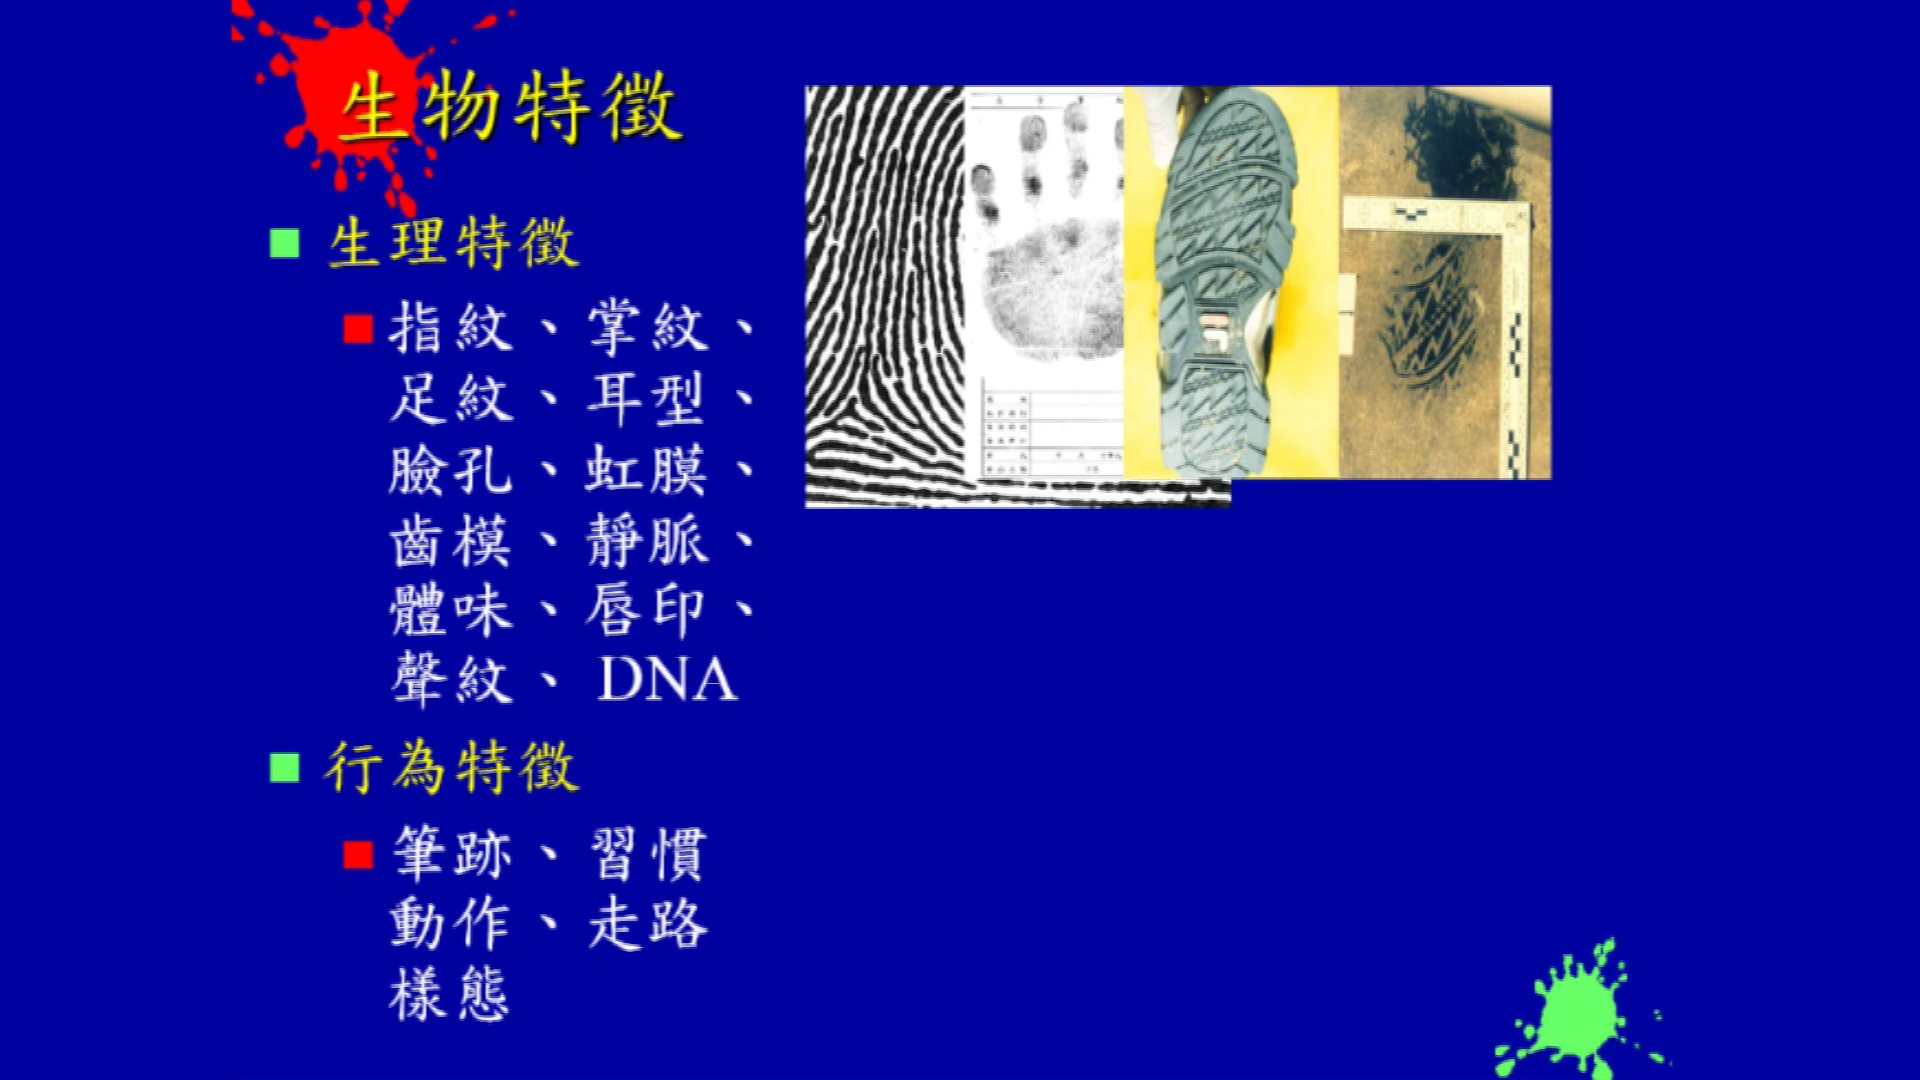 生物特徵
生理特徵
指紋、掌紋、
足紋、耳型、
臉孔、虹膜、
齒模、靜脈、
體味、唇印、
聲紋、DNA
行為特徵
筆跡、習慣
動作、走路
樣態